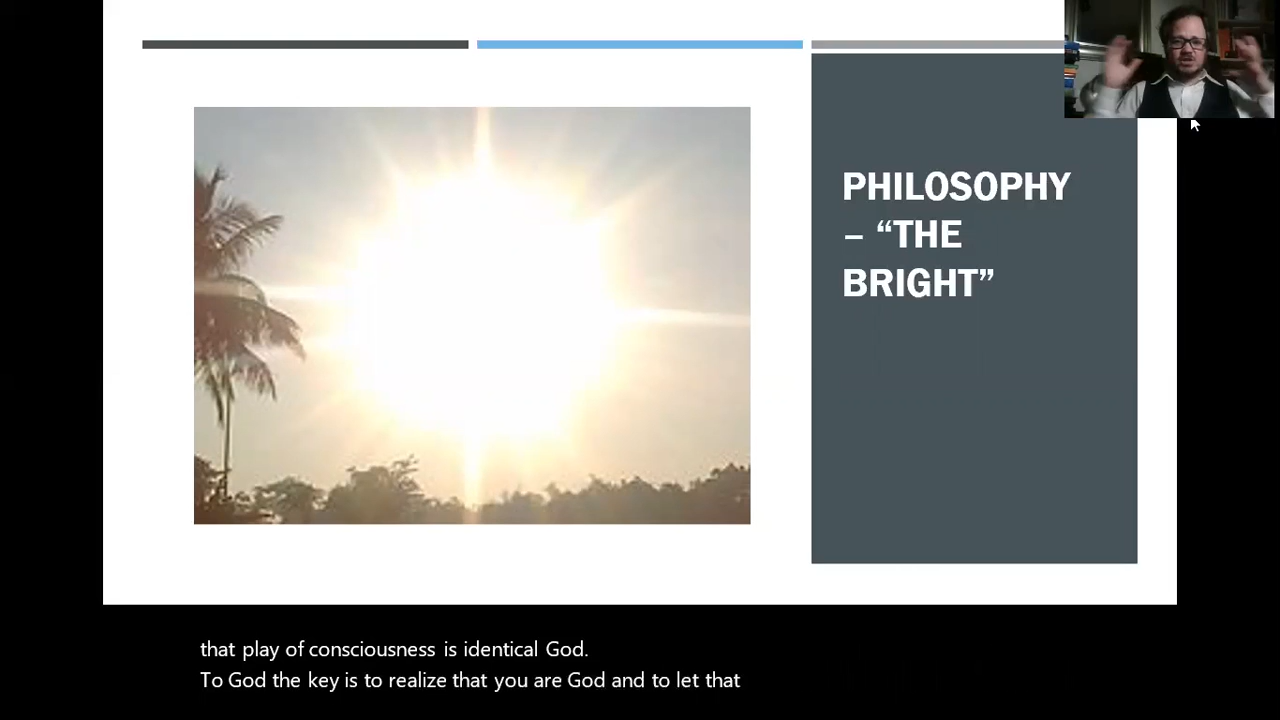 PHILOSOPHY
– “THE
BRIGHT”
that play of consciousness is identical God.
To God the key is to realize that you are God and to let that